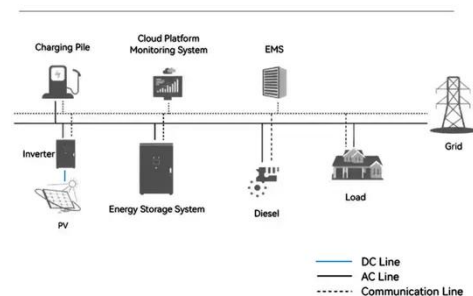 Charging Pile
Cloud Platform
Monitoring System
EMS
Grid
Inverter
PV
Energy Storage System
Diesel
Load
DC Line
AC Line
Communication Line